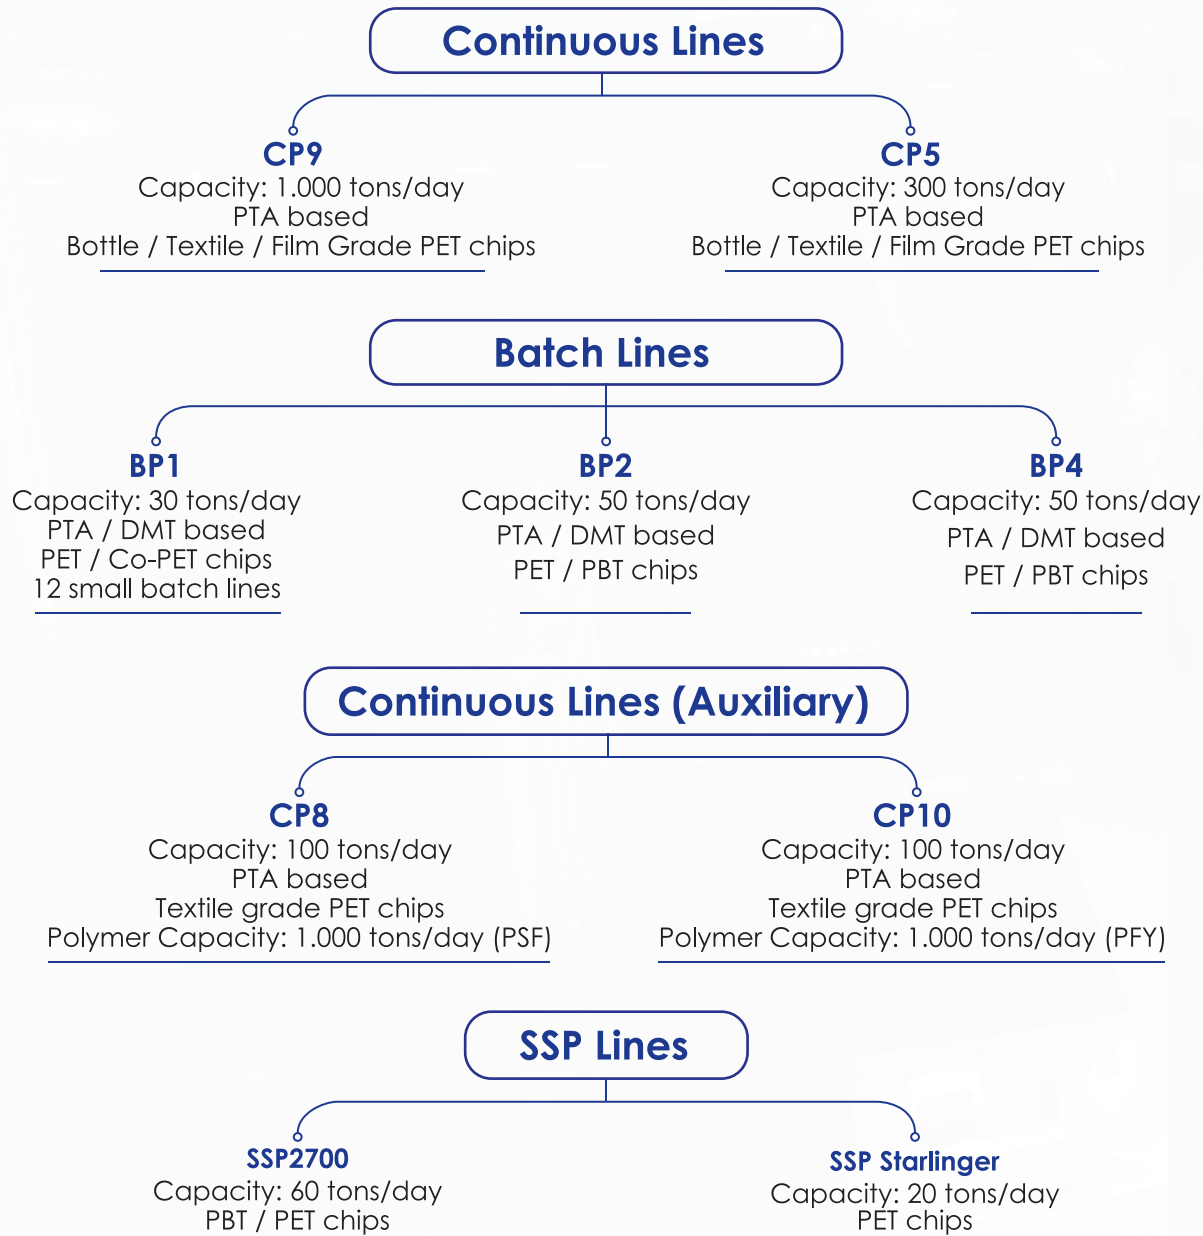 Continuous Lines
CP9
Capacity: 1.000 tons/day
PTA based
Bottle / Textile / Film Grade PET chips
CP5
Capacity: 300 tons/day
PTA based
Bottle / Textile / Film Grade PET chips
Batch Lines
BP1
Capacity: 30 tons/day
PTA / DMT based
PET / Co-PET chips
12 small batch lines
BP2
Capacity: 50 tons/day
PTA / DMT based
PET / PBT chips
BP4
Capacity: 50 tons/day
PTA / DMT based
PET / PBT chips
Continuous Lines (Auxiliary)
CP8
Capacity: 100 tons/day
PTA based
Textile grade PET chips
Polymer Capacity: 1.000 tons/day (PSF)
CP10
Capacity: 100 tons/day
PTA based
Textile grade PET chips
Polymer Capacity: 1.000 tons/day (PFY)
SSP Lines
SSP2700
Capacity: 60 tons/day
PBT / PET chips
SSP Starlinger
Capacity: 20 tons/day
PET chips